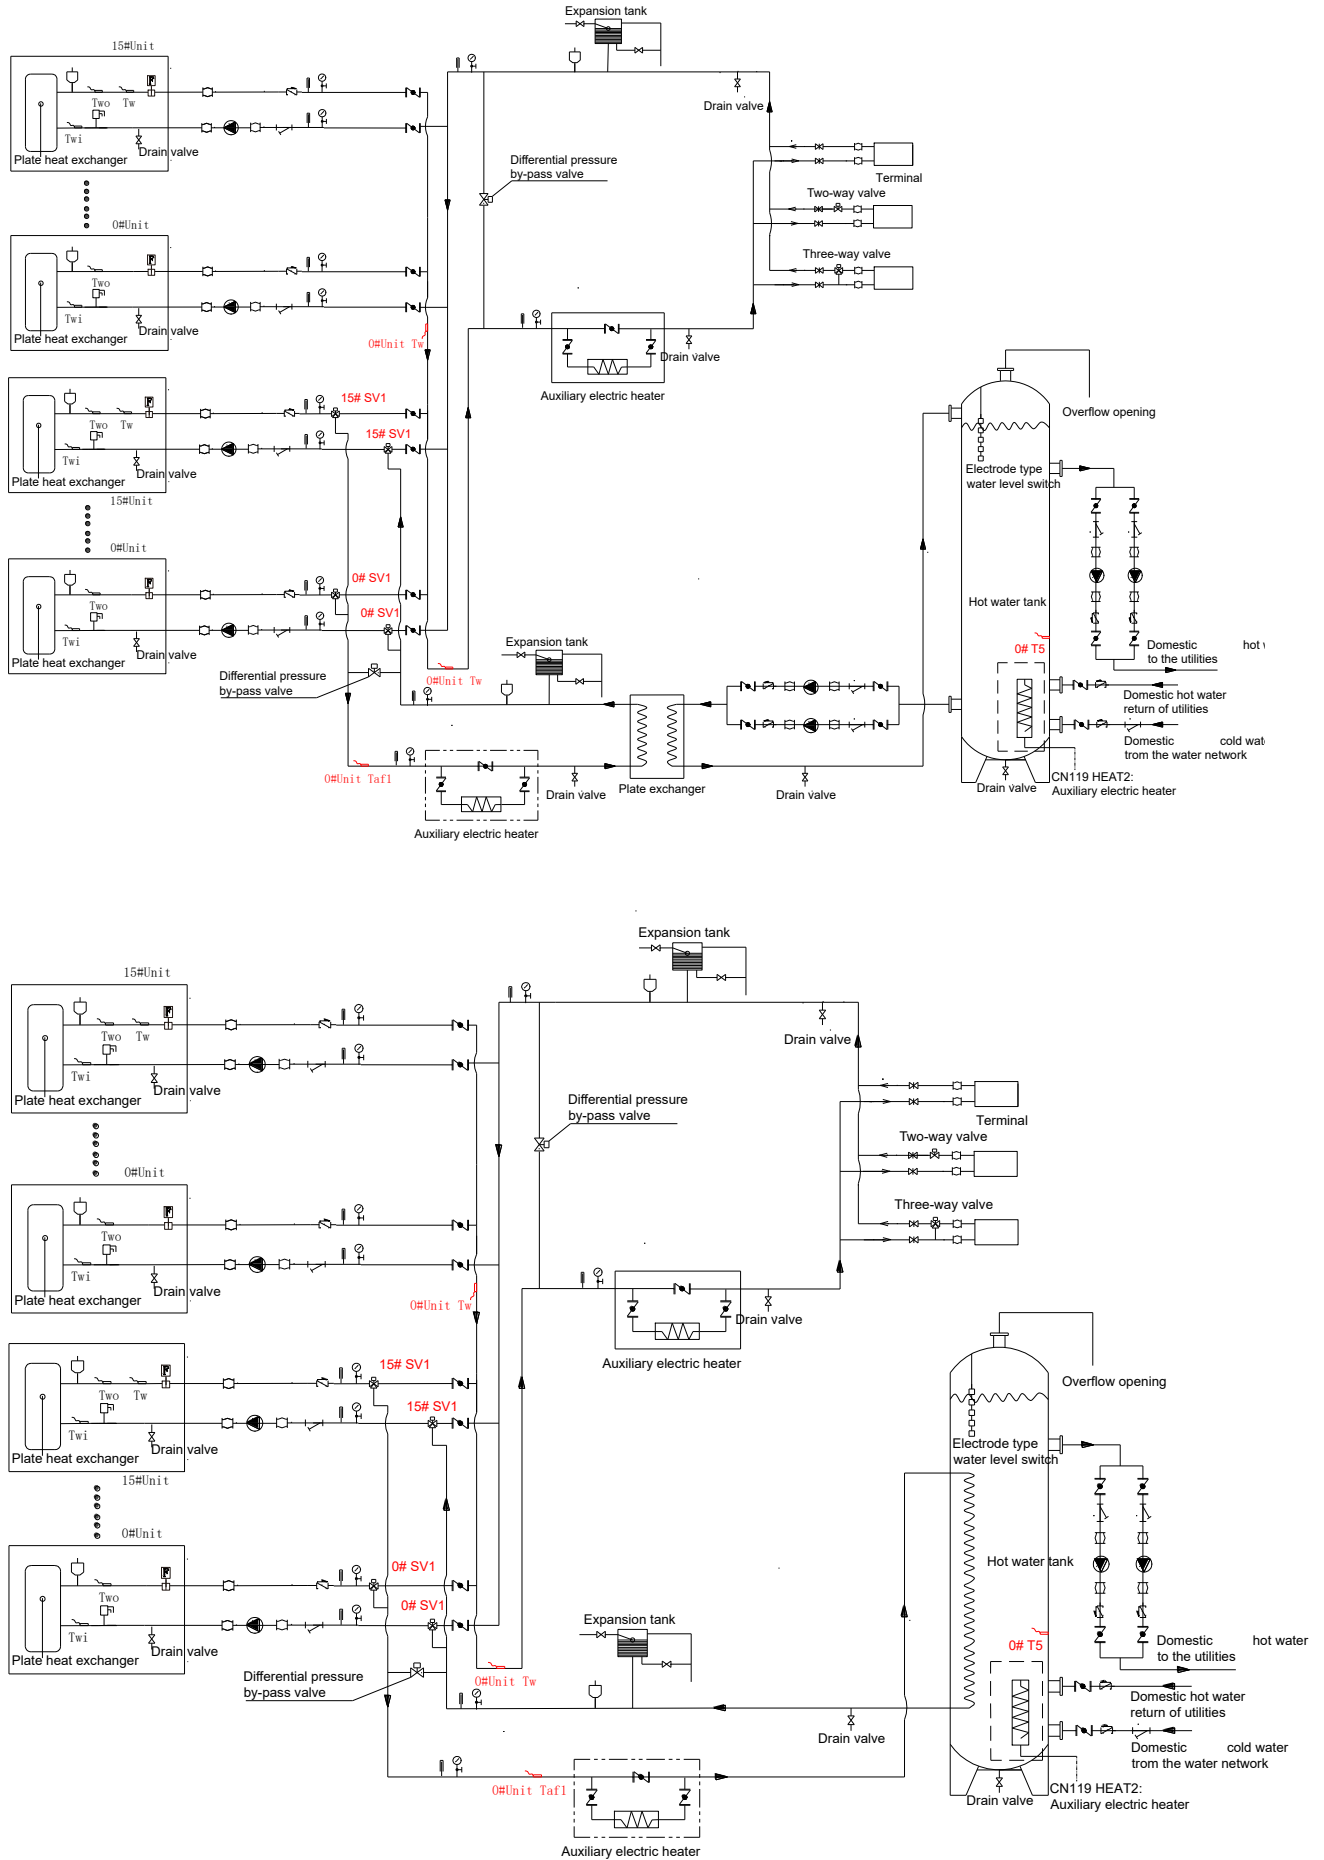 Expansion tank
15#Unit
Two
Tw
Twi
Drain valve
Plate heat exchanger
Drain valve
Differential pressure
by-pass valve
Terminal
Two-way valve
0#Unit
Two
Twi
Drain valve
Plate heat exchanger
Three-way valve
0#Unit Tw
Drain valve
Auxiliary electric heater
15# SV1
15# SV1
Two
Tw
Twi
Drain valve
Plate heat exchanger
15#Unit
Overflow opening
Electrode type
water level switch
0#Unit
0# SV1
0# SV1
Two
Twi
Drain valve
Plate heat exchanger
Hot water tank
0# T5
Expansion tank
Differential pressure
by-pass valve
0#Unit Tw
Domestic hot
to the utilities
Domestic hot water
return of utilities
Domestic cold wat
trom the water network
0#Unit Taf1
Drain valve
Plate exchanger
Drain valve
Drain valve
CN119 HEAT2:
Auxiliary electric heater
Auxiliary electric heater
Expansion tank
15#Unit
Two
Tw
Twi
Drain valve
Plate heat exchanger
Drain valve
Differential pressure
by-pass valve
Terminal
Two-way valve
0#Unit
Two
Twi
Drain valve
Plate heat exchanger
Three-way valve
0#Unit Tw
Drain valve
Auxiliary electric heater
15# SV1
15# SV1
Two
Tw
Twi
Drain valve
Plate heat exchanger
15#Unit
Overflow opening
Electrode type
water level switch
0#Unit
0# SV1
0# SV1
Two
Twi
Drain valve
Plate heat exchanger
Hot water tank
0# T5
Expansion tank
Differential pressure
by-pass valve
0#Unit Tw
Domestic hot water
to the utilities
Domestic hot water
return of utilities
Drain valve
Domestic cold water
trom the water network
0#Unit Taf1
Drain valve
CN119 HEAT2:
Auxiliary electric heater
Auxiliary electric heater